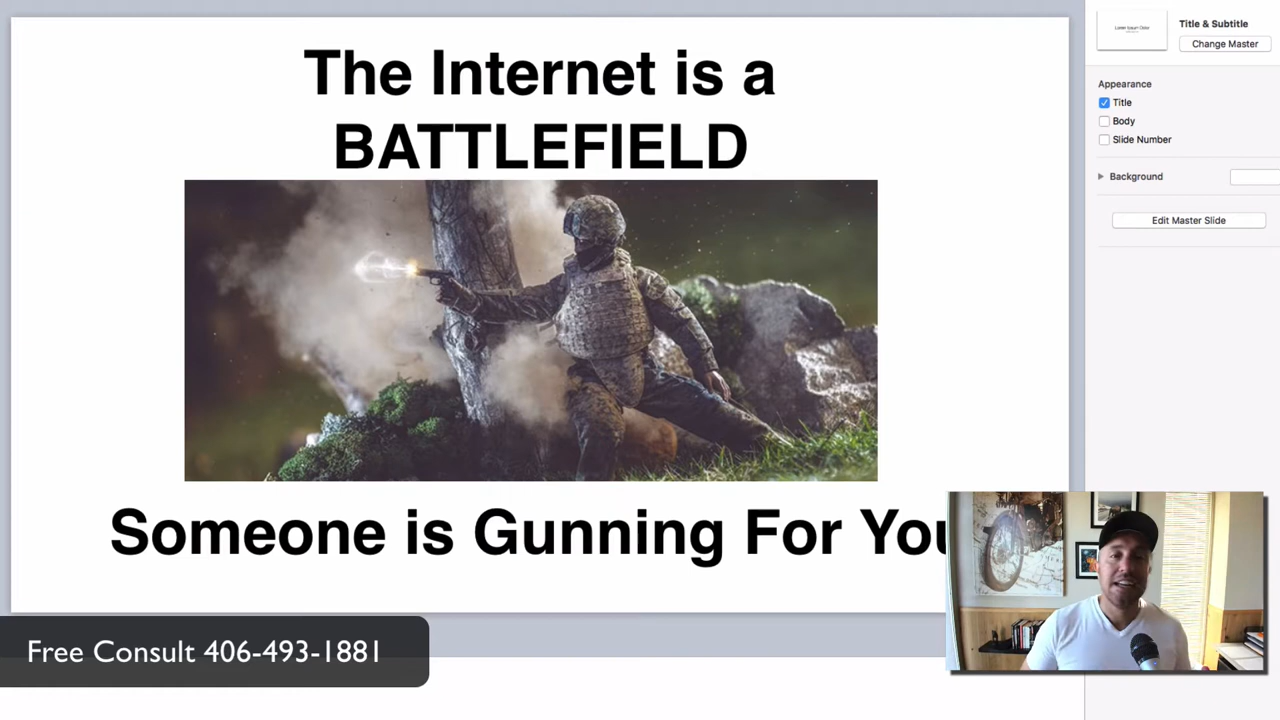 The Internet is a
BATTLEFIELD
Someone is Gunning For You
Free Consult 406-493-1881
Title & Subtitle
Change Master
Appearance
Title
Body
Slide Number
Background
Edit Master Slide